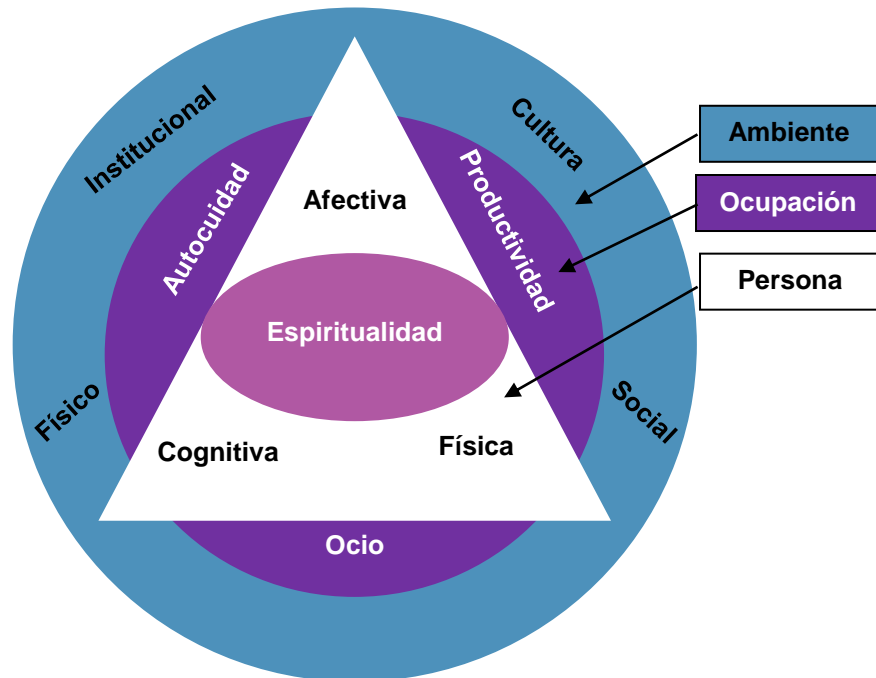 Institucional
Cultura
Ambiente
Autocuidad
Productividad
Afectiva
Ocupación
Persona
Espiritualidad
Físico
Social
Cognitiva
Física
Ocio